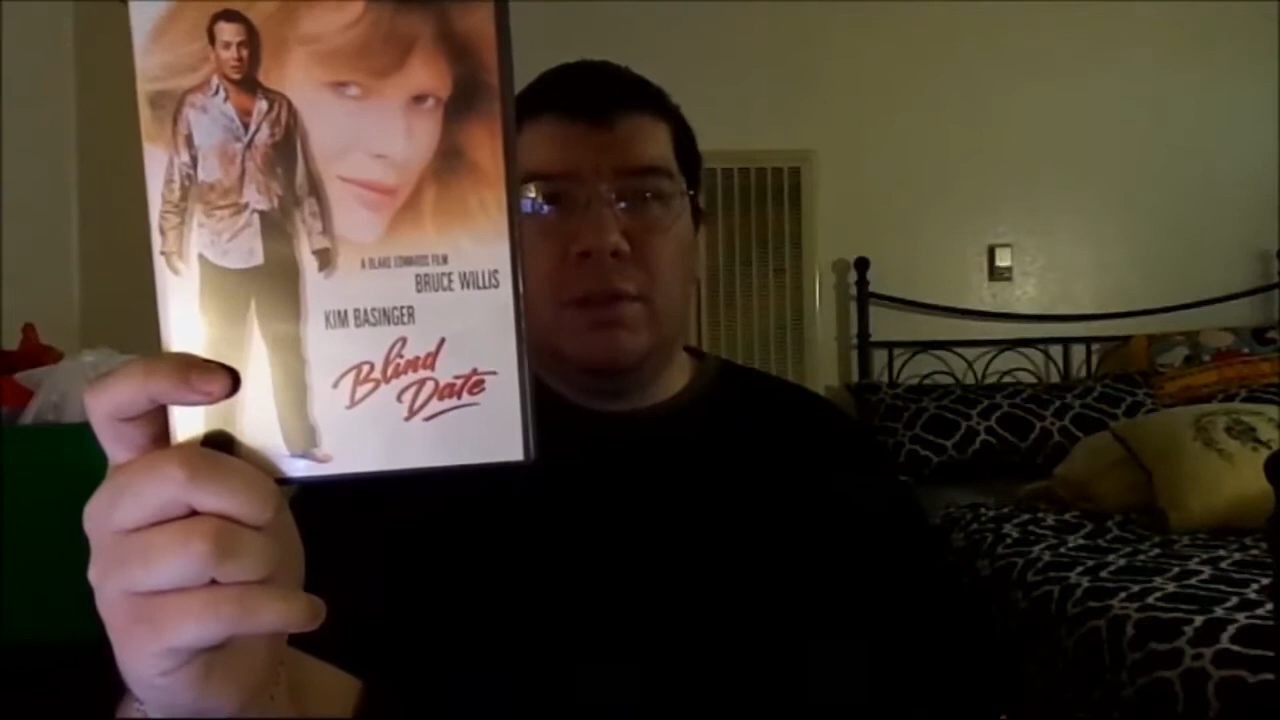 A BLAKE EDWARDS FILM
BRUCE WILLIS
KIM BASINGER
Blind
Date